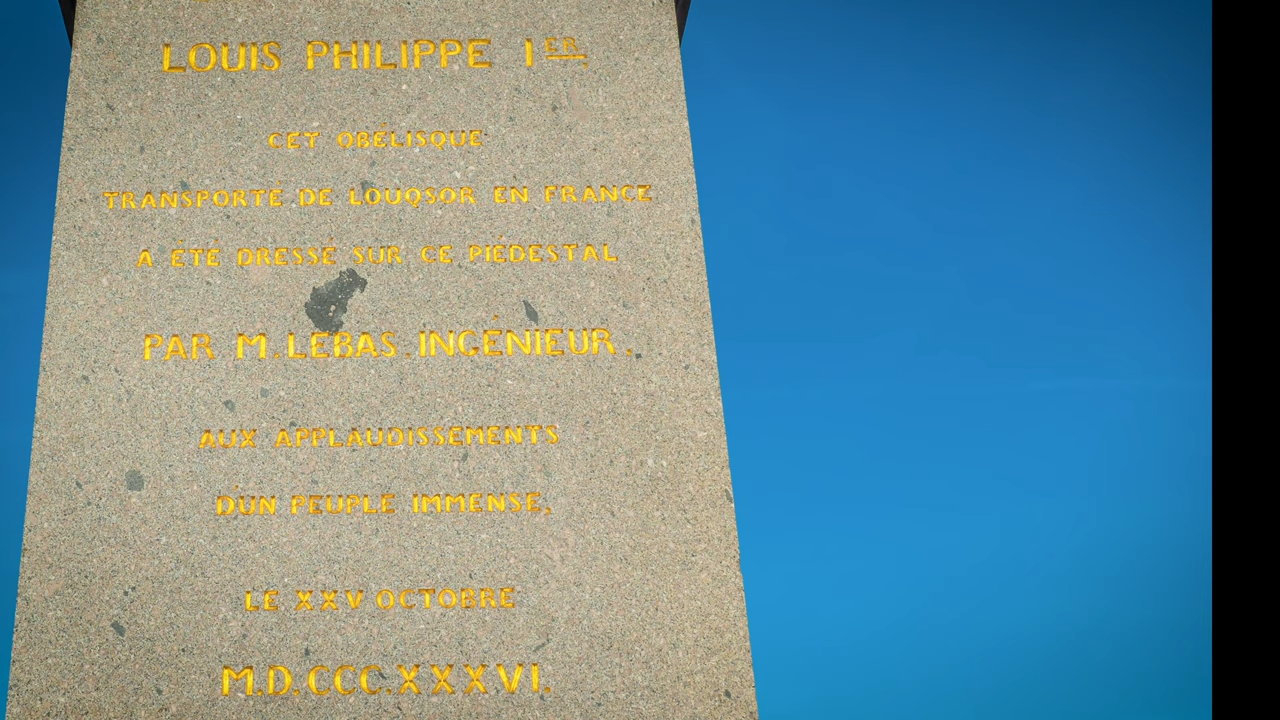 LOUIS PHILIPPE IER
CET OBÉLISQUE
TRANSPORTÉ DE LOUQSOR EN FRANCE
A ÉTÉ DRESSÉ SUR CE PIÉDESTAL
PAR M. LEBAS. INGÉNIEUR.
AUX APPLAUDISSEMENTS
D'UN PEUPLE IMMENSE,
LE XXV OCTOBRE
M.D.CCC.XXXVI.